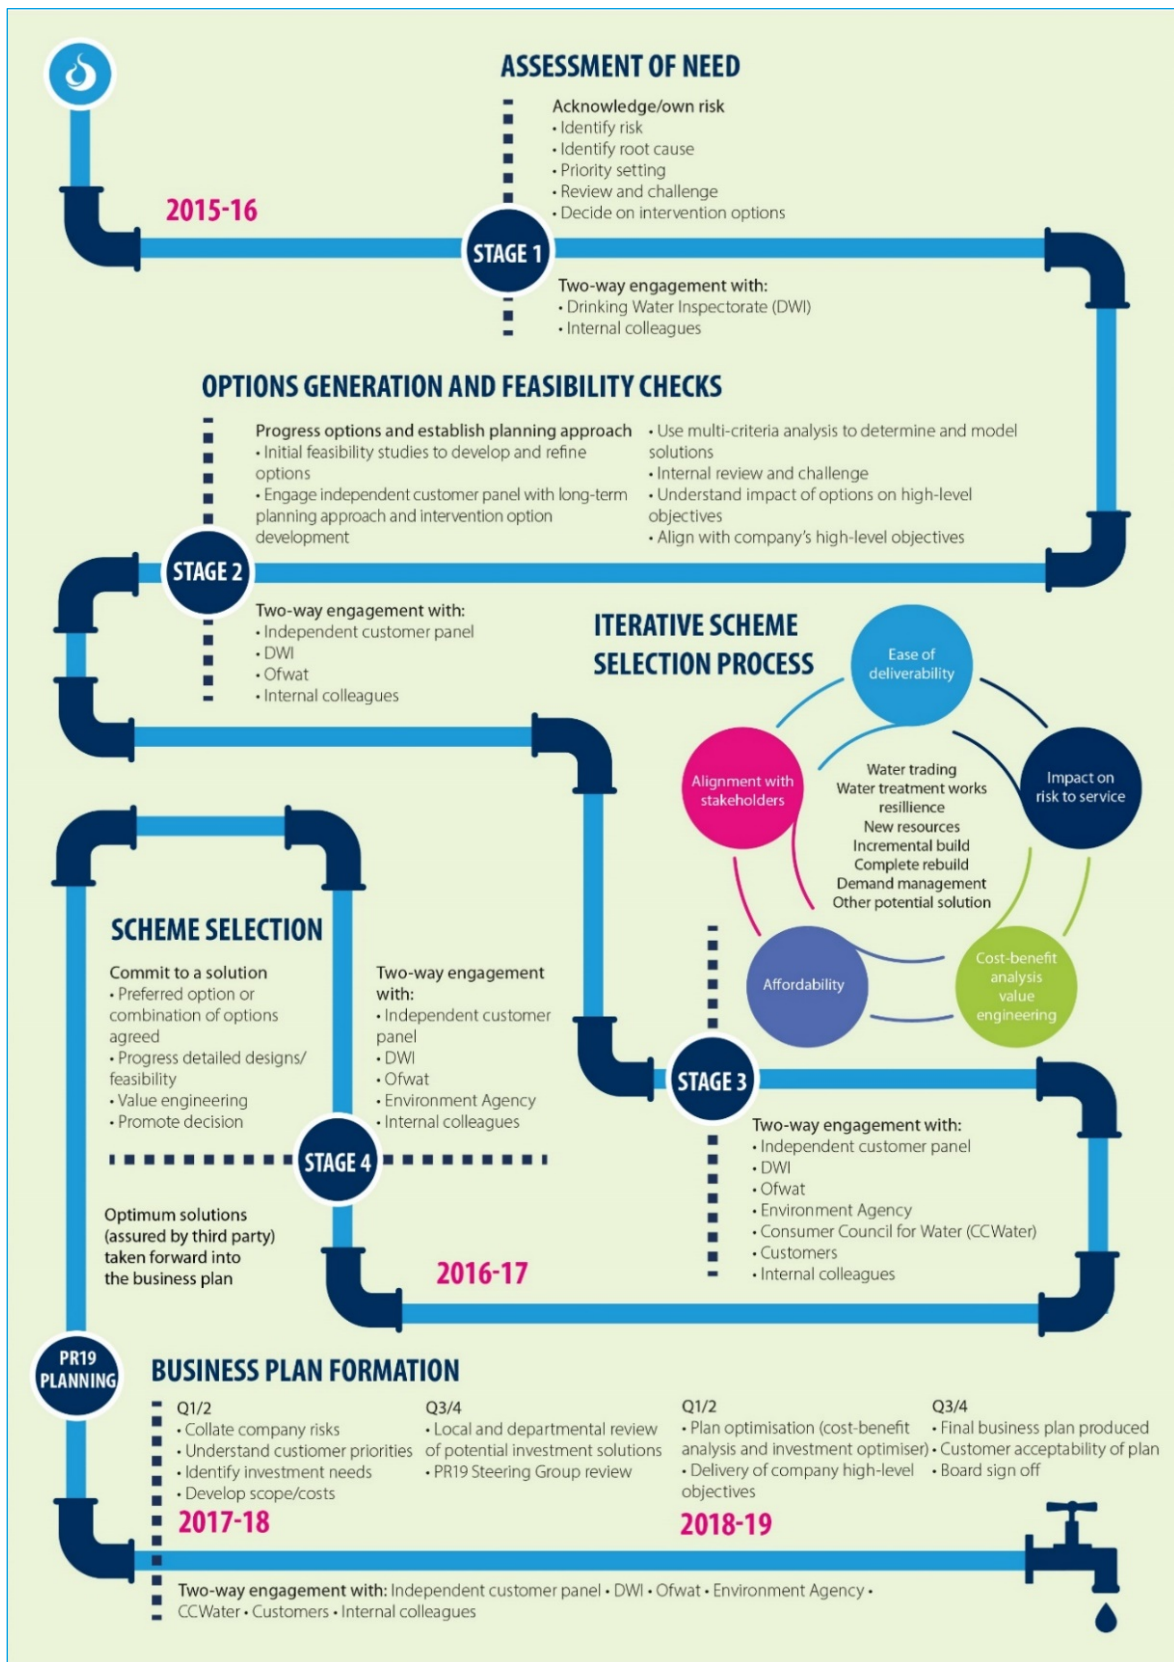 ASSESSMENT OF NEED
Acknowledge/own risk
• Identify risk
• Identify root cause
• Priority setting
• Review and challenge
• Decide on intervention options
2015-16
STAGE 1
Two-way engagement with:
• Drinking Water Inspectorate (DWI)
• Internal colleagues
OPTIONS GENERATION AND FEASIBILITY CHECKS
Progress options and establish planning approach
• Initial feasibility studies to develop and refine
options
• Engage independent customer panel with long-term
planning approach and intervention option
development
• Use multi-criteria analysis to determine and model
solutions
• Internal review and challenge
• Understand impact of options on high-level
objectives
• Align with company's high-level objectives
STAGE 2
Two-way engagement with:
• Independent customer panel
• DWI
• Ofwat
• Internal colleagues
ITERATIVE SCHEME
SELECTION PROCESS
Ease of
deliverability
Alignment with
stakeholders
Impact on
risk to service
Water trading
Water treatment works
resillience
New resources
Incremental build
Complete rebuild
Demand management
Other potential solution
Affordability
Cost-benefit
analysis
value
engineering
STAGE 3
Two-way engagement with:
• Independent customer panel
• DWI
• Ofwat
• Environment Agency
• Consumer Council for Water (CCWater)
• Customers
• Internal colleagues
SCHEME SELECTION
Commit to a solution
• Preferred option or
combination of options
agreed
• Progress detailed designs/
feasibility
• Value engineering
• Promote decision
Two-way engagement
with:
• Independent customer
panel
• DWI
• Ofwat
• Environment Agency
• Internal colleagues
STAGE 4
Optimum solutions
(assured by third party)
taken forward into
the business plan
2016-17
PR19
PLANNING
BUSINESS PLAN FORMATION
Q1/2
• Collate company risks
• Understand custiomer priorities
• Identify investment needs
• Develop scope/costs
2017-18
Q3/4
• Local and departmental review
of potential investment solutions
• PR19 Steering Group review
Q1/2
• Plan optimisation (cost-benefit
analysis and investment optimiser)
• Delivery of company high-level
objectives
2018-19
Q3/4
• Final business plan produced
• Customer acceptability of plan
• Board sign off
Two-way engagement with: Independent customer panel • DWI • Ofwat • Environment Agency •
CCWater • Customers • Internal colleagues